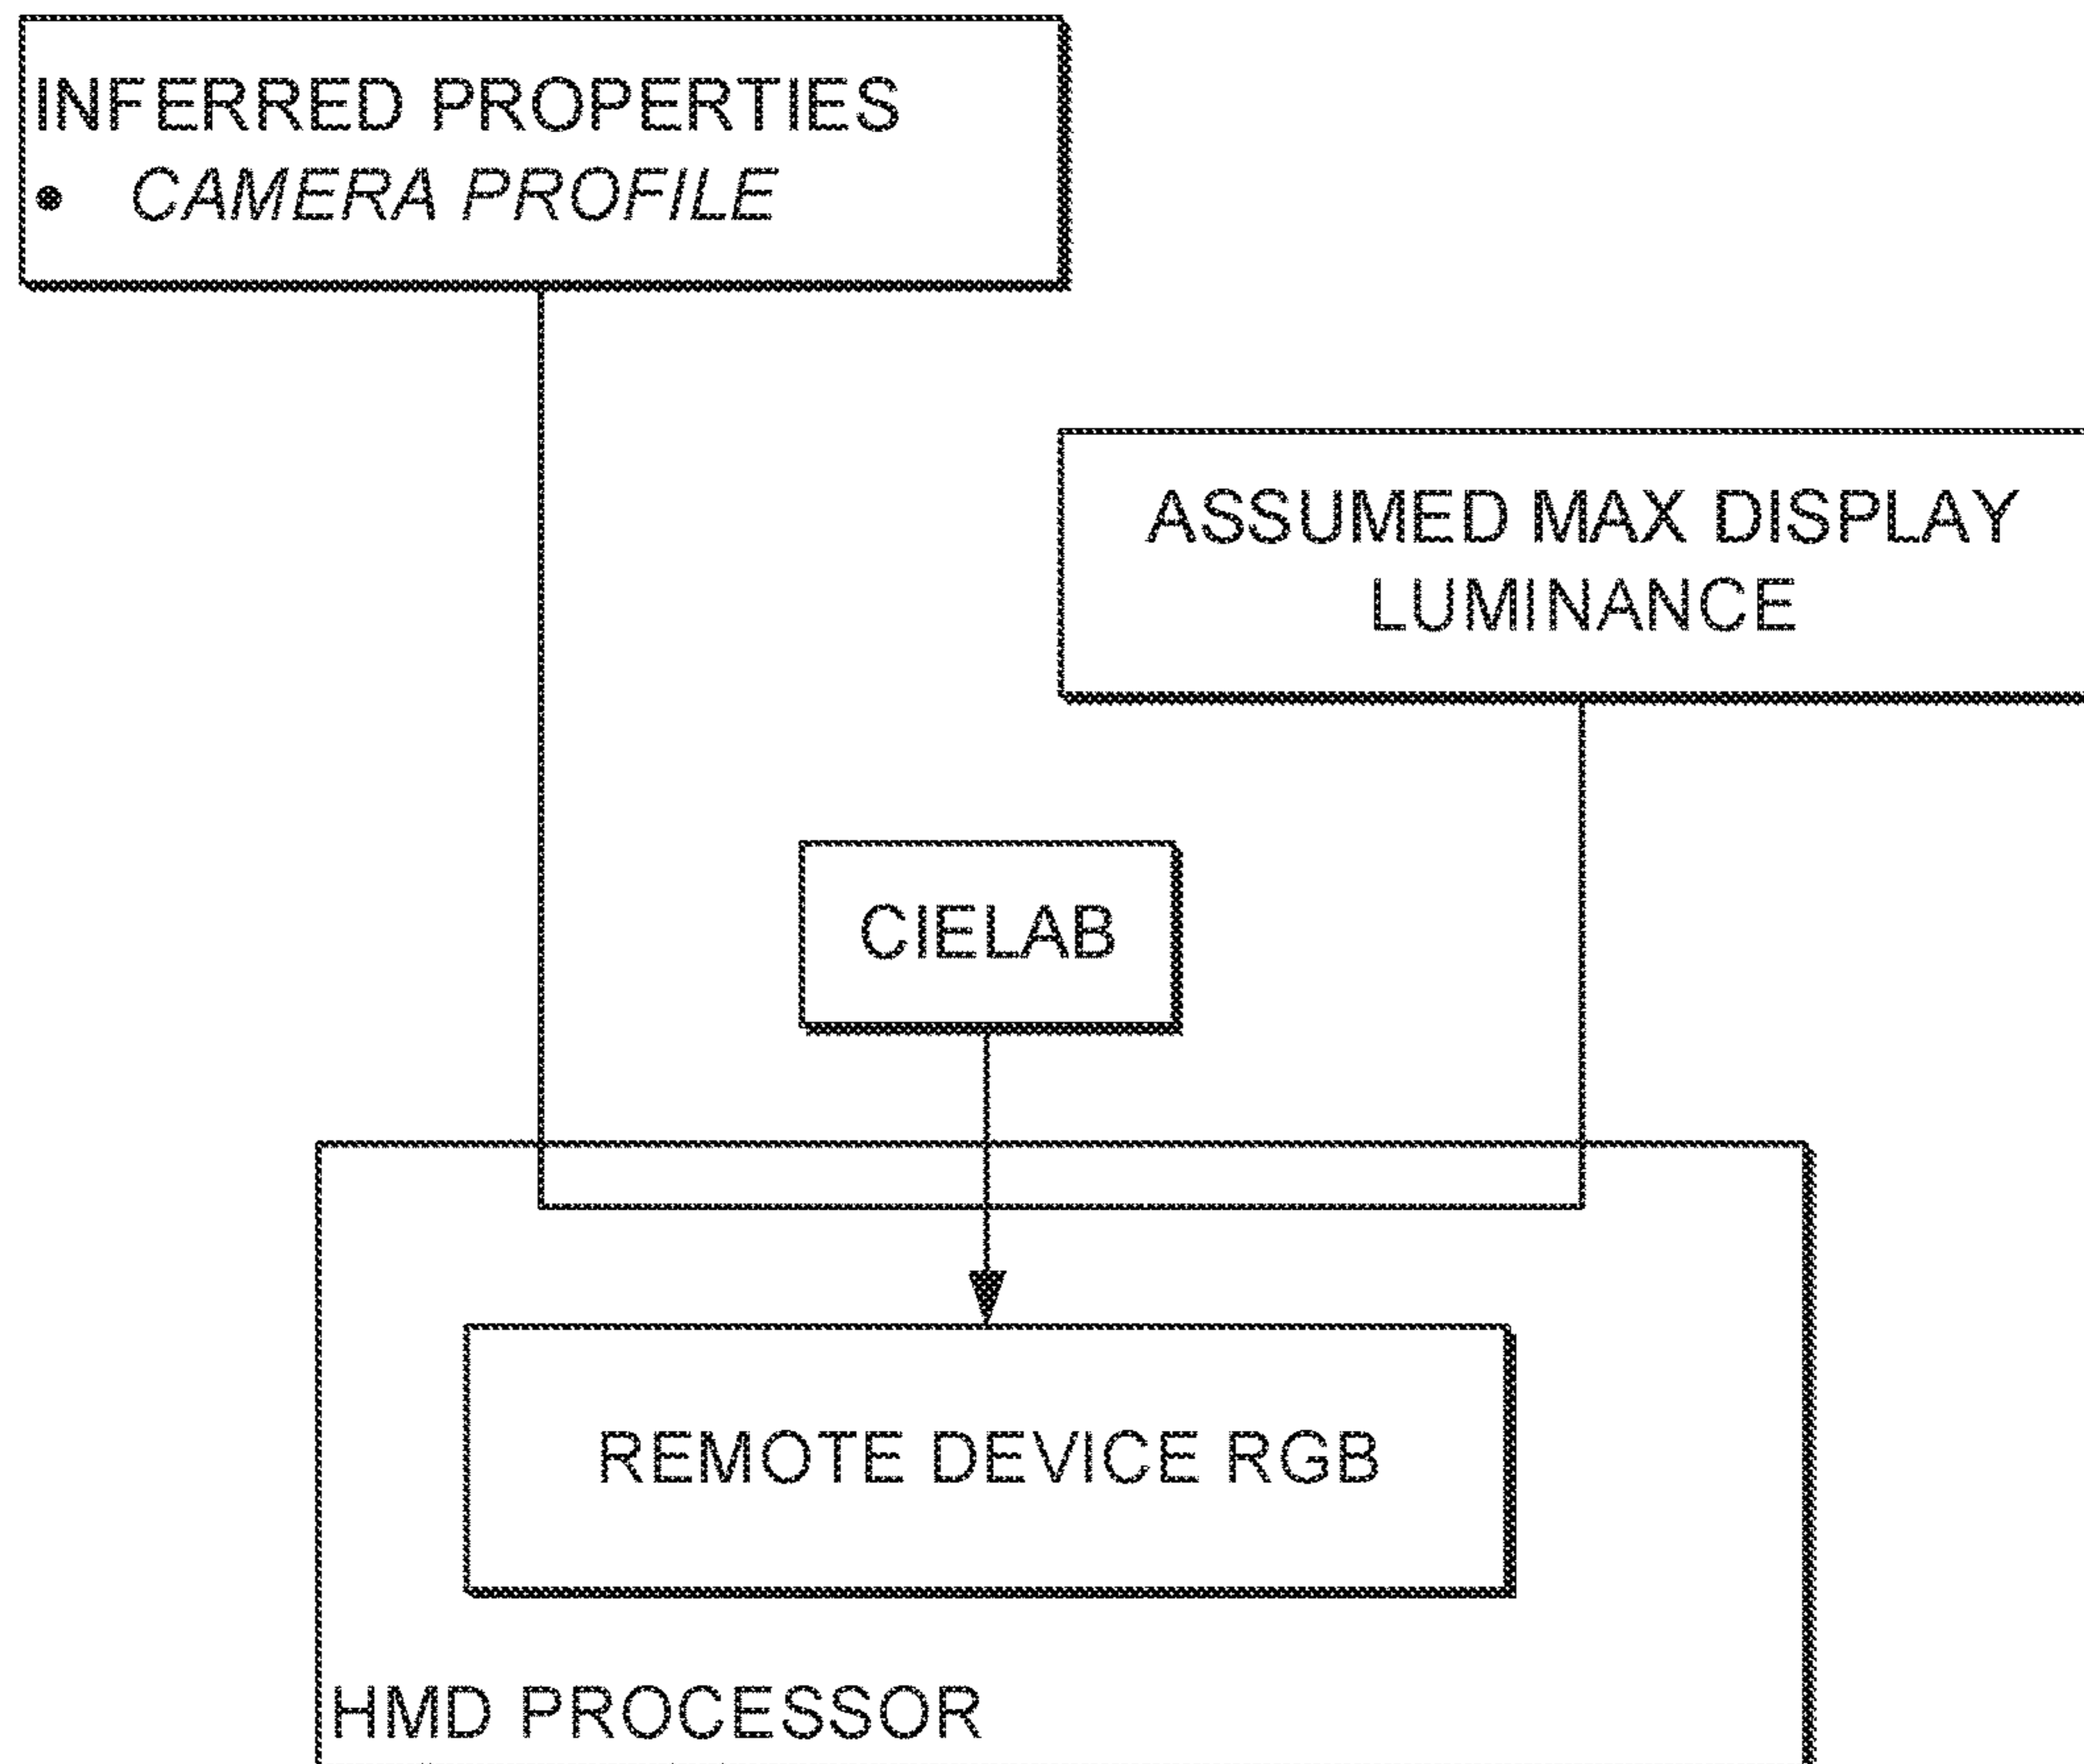 INFERRED PROPERTIES
• CAMERA PROFILE
ASSUMED MAX DISPLAY
LUMINANCE
CIELAB
REMOTE DEVICE RGB
HMD PROCESSOR